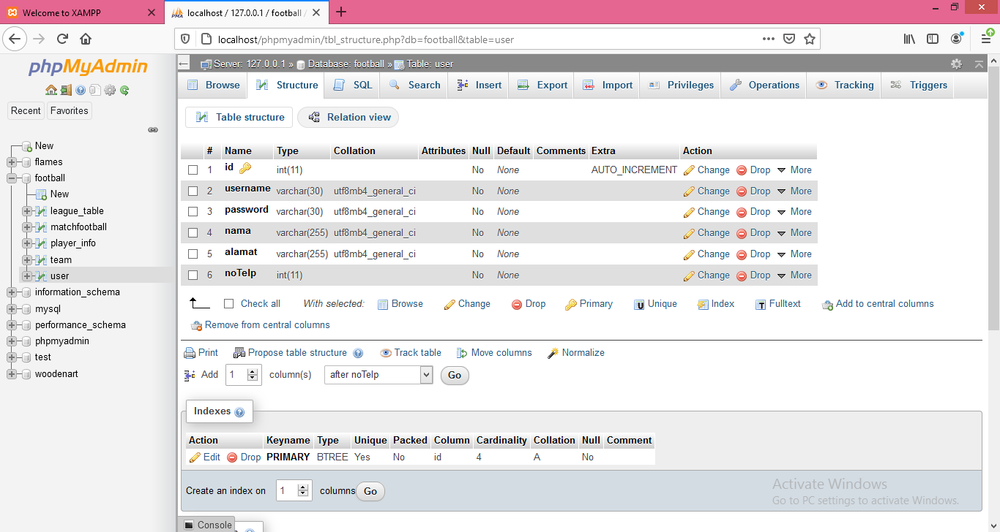 Welcome to XAMPP
localhost / 127.0.0.1 / football /
localhost/phpmyadmin/tbl_structure.php?db=football&table=user
phpMyAdmin
Recent Favorites
New
flames
football
New
league_table
matchfootball
player_info
team
user
information_schema
mysql
performance_schema
phpmyadmin
test
woodenart
Server: 127.0.0.1 » Database: football » Table: user
Browse Structure SQL Search Insert Export Import Privileges Operations Tracking Triggers
Table structure Relation view
# Name Type Collation Attributes Null Default Comments Extra Action
1 id int(11) No None AUTO_INCREMENT Change Drop More
2 username varchar(30) utf8mb4_general_ci No None Change Drop More
3 password varchar(30) utf8mb4_general_ci No None Change Drop More
4 nama varchar(255) utf8mb4_general_ci No None Change Drop More
5 alamat varchar(255) utf8mb4_general_ci No None Change Drop More
6 noTelp int(11) No None Change Drop More
Check all With selected: Browse Change Drop Primary Unique Index Fulltext Add to central columns
Remove from central columns
Print Propose table structure Track table Move columns Normalize
Add 1 column(s) after noTelp Go
Indexes
Action Keyname Type Unique Packed Column Cardinality Collation Null Comment
Edit Drop PRIMARY BTREE Yes No id 4 A No
Create an index on 1 columns Go
Activate Windows
Go to PC settings to activate Windows.
Console